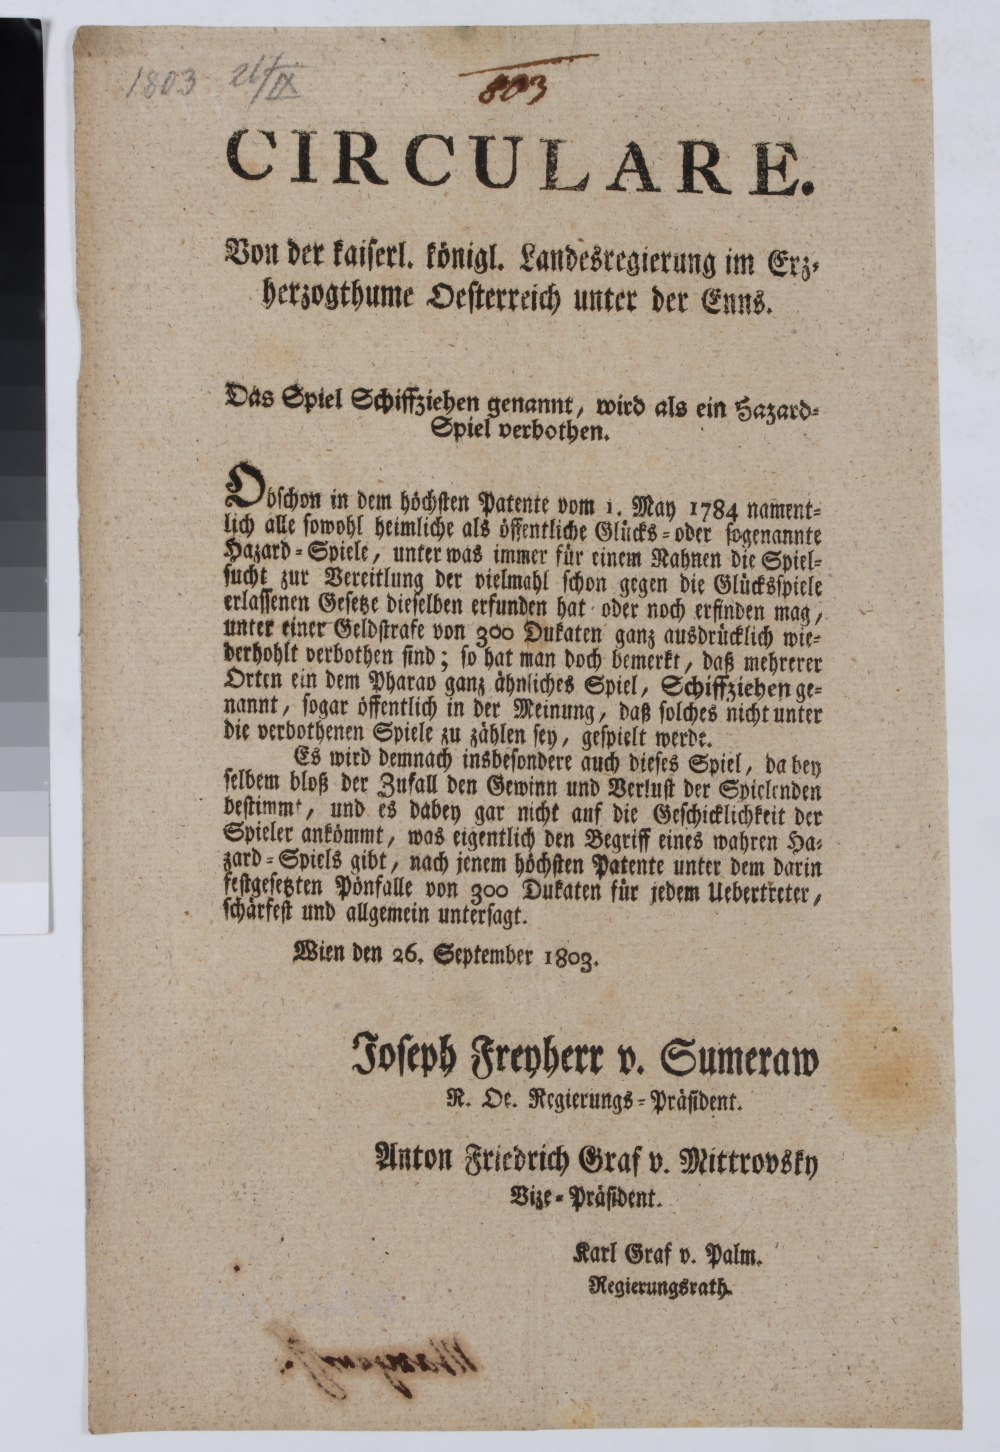 1803 26/IX
803
CIRCULARE.
Von der kaiserl. königl. Landesregierung im Erz-
herzogthume Oesterreich unter der Enns.
Das Spiel Schiffziehen genannt, wird als ein Hazard-
Spiel verbothen.
Obschon in dem höchsten Patente vom 1. May 1784 nament-
lich alle sowohl heimliche als öffentliche Glücks-oder sogenannte
Hazard-Spiele, unter was immer für einem Nahmen die Spiel-
sucht zur Vereitlung der vielmahl schon gegen die Glücksspiele
erlassenen Gesetze dieselben erfunden hat oder noch erfinden mag,
unter einer Geldstrafe von 300 Dukaten ganz ausdrücklich wie-
derhohlt verbothen sind; so hat man doch bemerkt, daß mehrerer
Orten ein dem Pharao ganz ähnliches Spiel, Schiffziehen ge-
nannt, sogar öffentlich in der Meinung, daß solches nicht unter
die verbothenen Spiele zu zählen sey, gespielt werde.
Es wird demnach insbesondere auch dieses Spiel, da bey
selbem bloß der Zufall den Gewinn und Verlust der Spielenden
bestimmt, und es dabey gar nicht auf die Geschicklichkeit der
Spieler ankömmt, was eigentlich den Begriff eines wahren Ha-
zard-Spiels gibt, nach jenem höchsten Patente unter dem darin
festgesetzten Pönfalle von 300 Dukaten für jedem Uebertreter,
schärfest und allgemein untersagt.
Wien den 26. September 1803.
Joseph Freyherr v. Sumeraw
N. Oe. Regierungs-Präsident.
Anton Friedrich Graf v. Mittrovsky
Vize-Präsident.
Karl Graf v. Palm.
Regierungsrath.